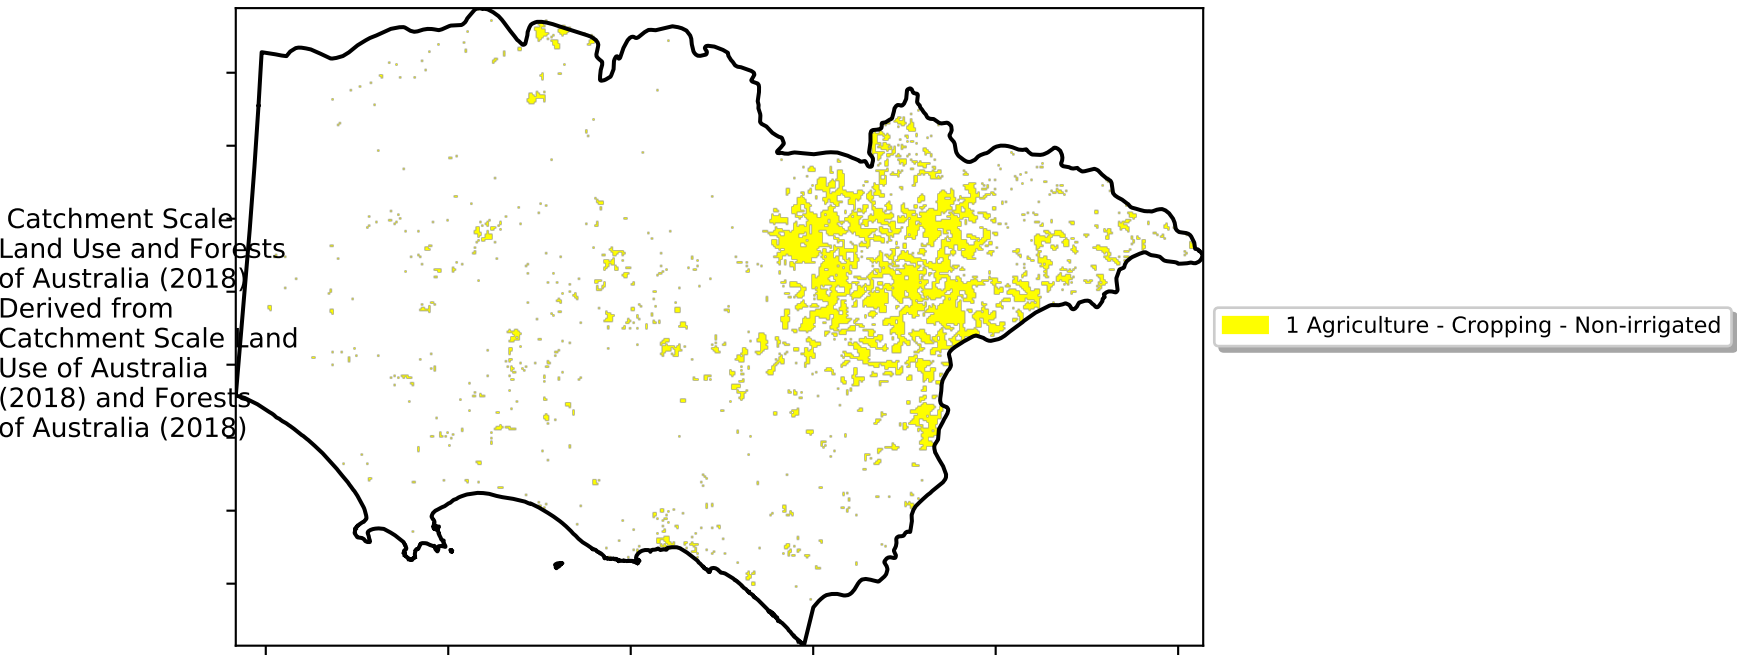 Catchment Scale
Land Use and Forests
of Australia (2018)
Derived from
Catchment Scale Land
Use of Australia
(2018) and Forests
of Australia (2018)
1 Agriculture - Cropping - Non-irrigated